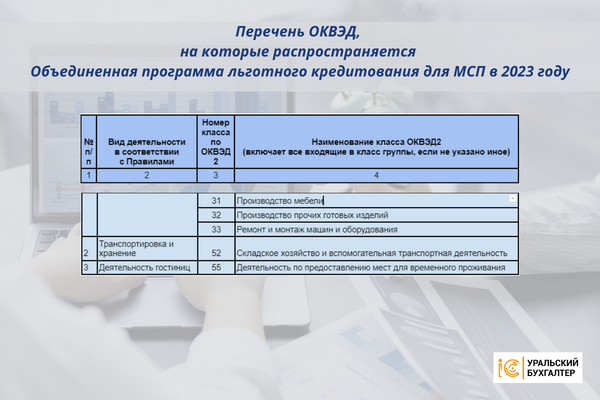 Перечень ОКВЭД,
на которые распространяется
Объединенная программа льготного кредитования для МСП в 2023 году
№ п/п Вид деятельности в соответствии с Правилами Номер класса по ОКВЭД 2 Наименование класса ОКВЭД2 (включает все входящие в класс группы, если не указано иное)
1 2 3 4
31 Производство мебели
32 Производство прочих готовых изделий
33 Ремонт и монтаж машин и оборудования
2 Транспортировка и хранение 52 Складское хозяйство и вспомогательная транспортная деятельность
3 Деятельность гостиниц 55 Деятельность по предоставлению мест для временного проживания
УРАЛЬСКИЙ
БУХГАЛТЕР